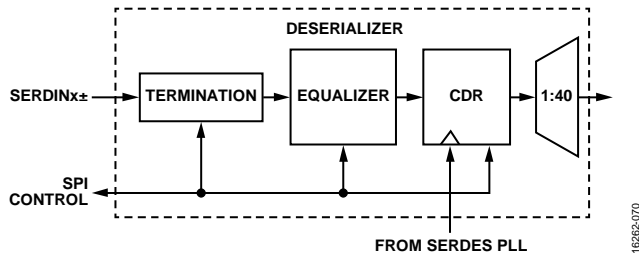 DESERIALIZER
SERDINx±
TERMINATION
EQUALIZER
CDR
1:40
SPI
CONTROL
FROM SERDES PLL
16262-070